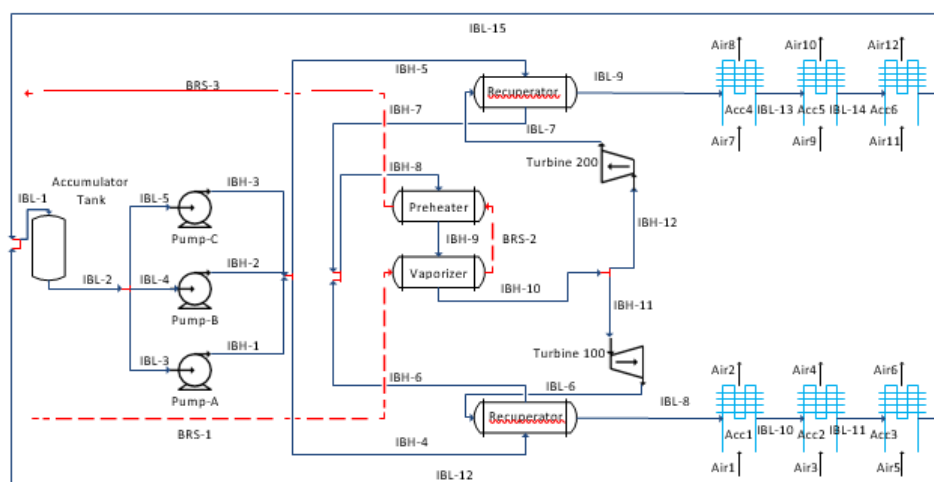 IBL-15
Air8
Air10
Air12
IBH-5
IBL-9
BRS-3
Recuperator
IBH-7
Acc4
IBL-13
Acc5
IBL-14
Acc6
IBL-7
Air7
Air9
Air11
IBH-8
Turbine 200
Accumulator
Tank
IBH-3
IBL-1
IBL-5
Preheater
Pump-C
IBH-9
BRS-2
IBH-12
IBH-2
Vaporizer
IBL-2
IBL-4
IBH-10
IBH-11
Pump-B
IBH-1
Turbine 100
IBL-3
Air2
Air4
Air6
IBH-6
IBL-6
Pump-A
IBL-8
Recuperator
Acc1
IBL-10
Acc2
IBL-11
Acc3
BRS-1
IBH-4
Air1
Air3
Air5
IBL-12